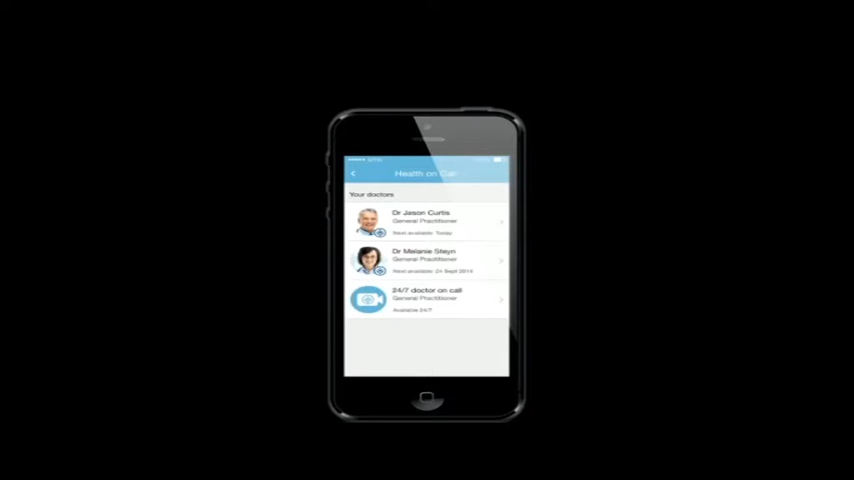 Health on Call
Your doctors
Dr Jason Curtis
General Practitioner
Next available: Today
Dr Melanie Steyn
General Practitioner
Next available: 24 Sept 2014
24/7 doctor on call
General Practitioner
Available 24/7